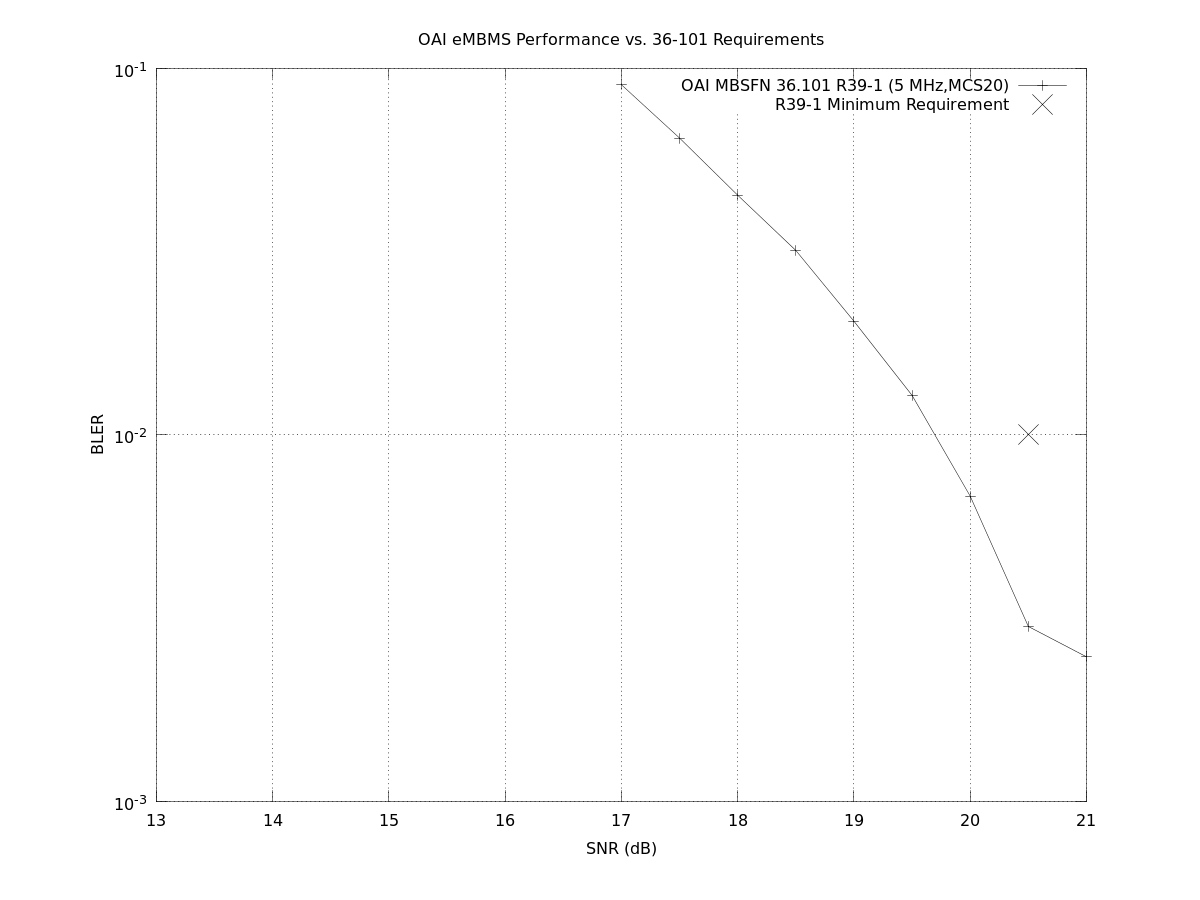 OAI eMBMS Performance vs. 36-101 Requirements
10-1
OAI MBSFN 36.101 R39-1 (5 MHz,MCS20)
R39-1 Minimum Requirement
BLER
10-2
10-3
13 14 15 16 17 18 19 20 21
SNR (dB)